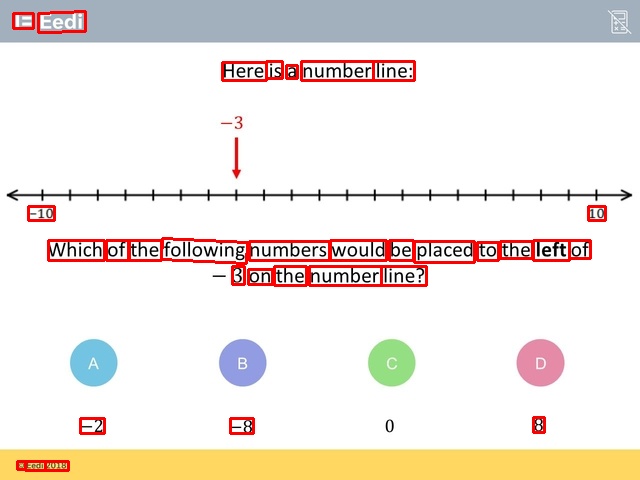 Eedi
Here is a number line:
−3
−10
10
Which of the following numbers would be placed to the left of
− 3 on the number line?
A B C D
−2 −8 0 8
© Eedi 2018